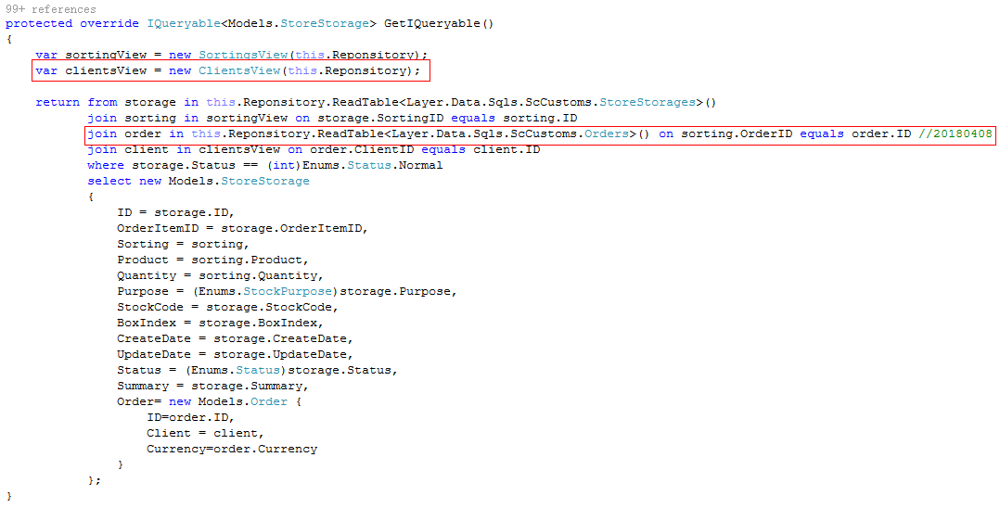 99+ references
protected override IQueryable<Models.StoreStorage> GetIQueryable()
{
    var sortingView = new SortingsView(this.Reponsitory);
    var clientsView = new ClientsView(this.Reponsitory);
    return from storage in this.Reponsitory.ReadTable<Layer.Data.Sqls.ScCustoms.StoreStorages>()
           join sorting in sortingView on storage.SortingID equals sorting.ID
           join order in this.Reponsitory.ReadTable<Layer.Data.Sqls.ScCustoms.Orders>() on sorting.OrderID equals order.ID //20180408
           join client in clientsView on order.ClientID equals client.ID
           where storage.Status == (int)Enums.Status.Normal
           select new Models.StoreStorage
           {
               ID = storage.ID,
               OrderItemID = storage.OrderItemID,
               Sorting = sorting,
               Product = sorting.Product,
               Quantity = sorting.Quantity,
               Purpose = (Enums.StockPurpose)storage.Purpose,
               StockCode = storage.StockCode,
               BoxIndex = storage.BoxIndex,
               CreateDate = storage.CreateDate,
               UpdateDate = storage.UpdateDate,
               Status = (Enums.Status)storage.Status,
               Summary = storage.Summary,
               Order= new Models.Order {
                   ID=order.ID,
                   Client = client,
                   Currency=order.Currency
               }
           };
}